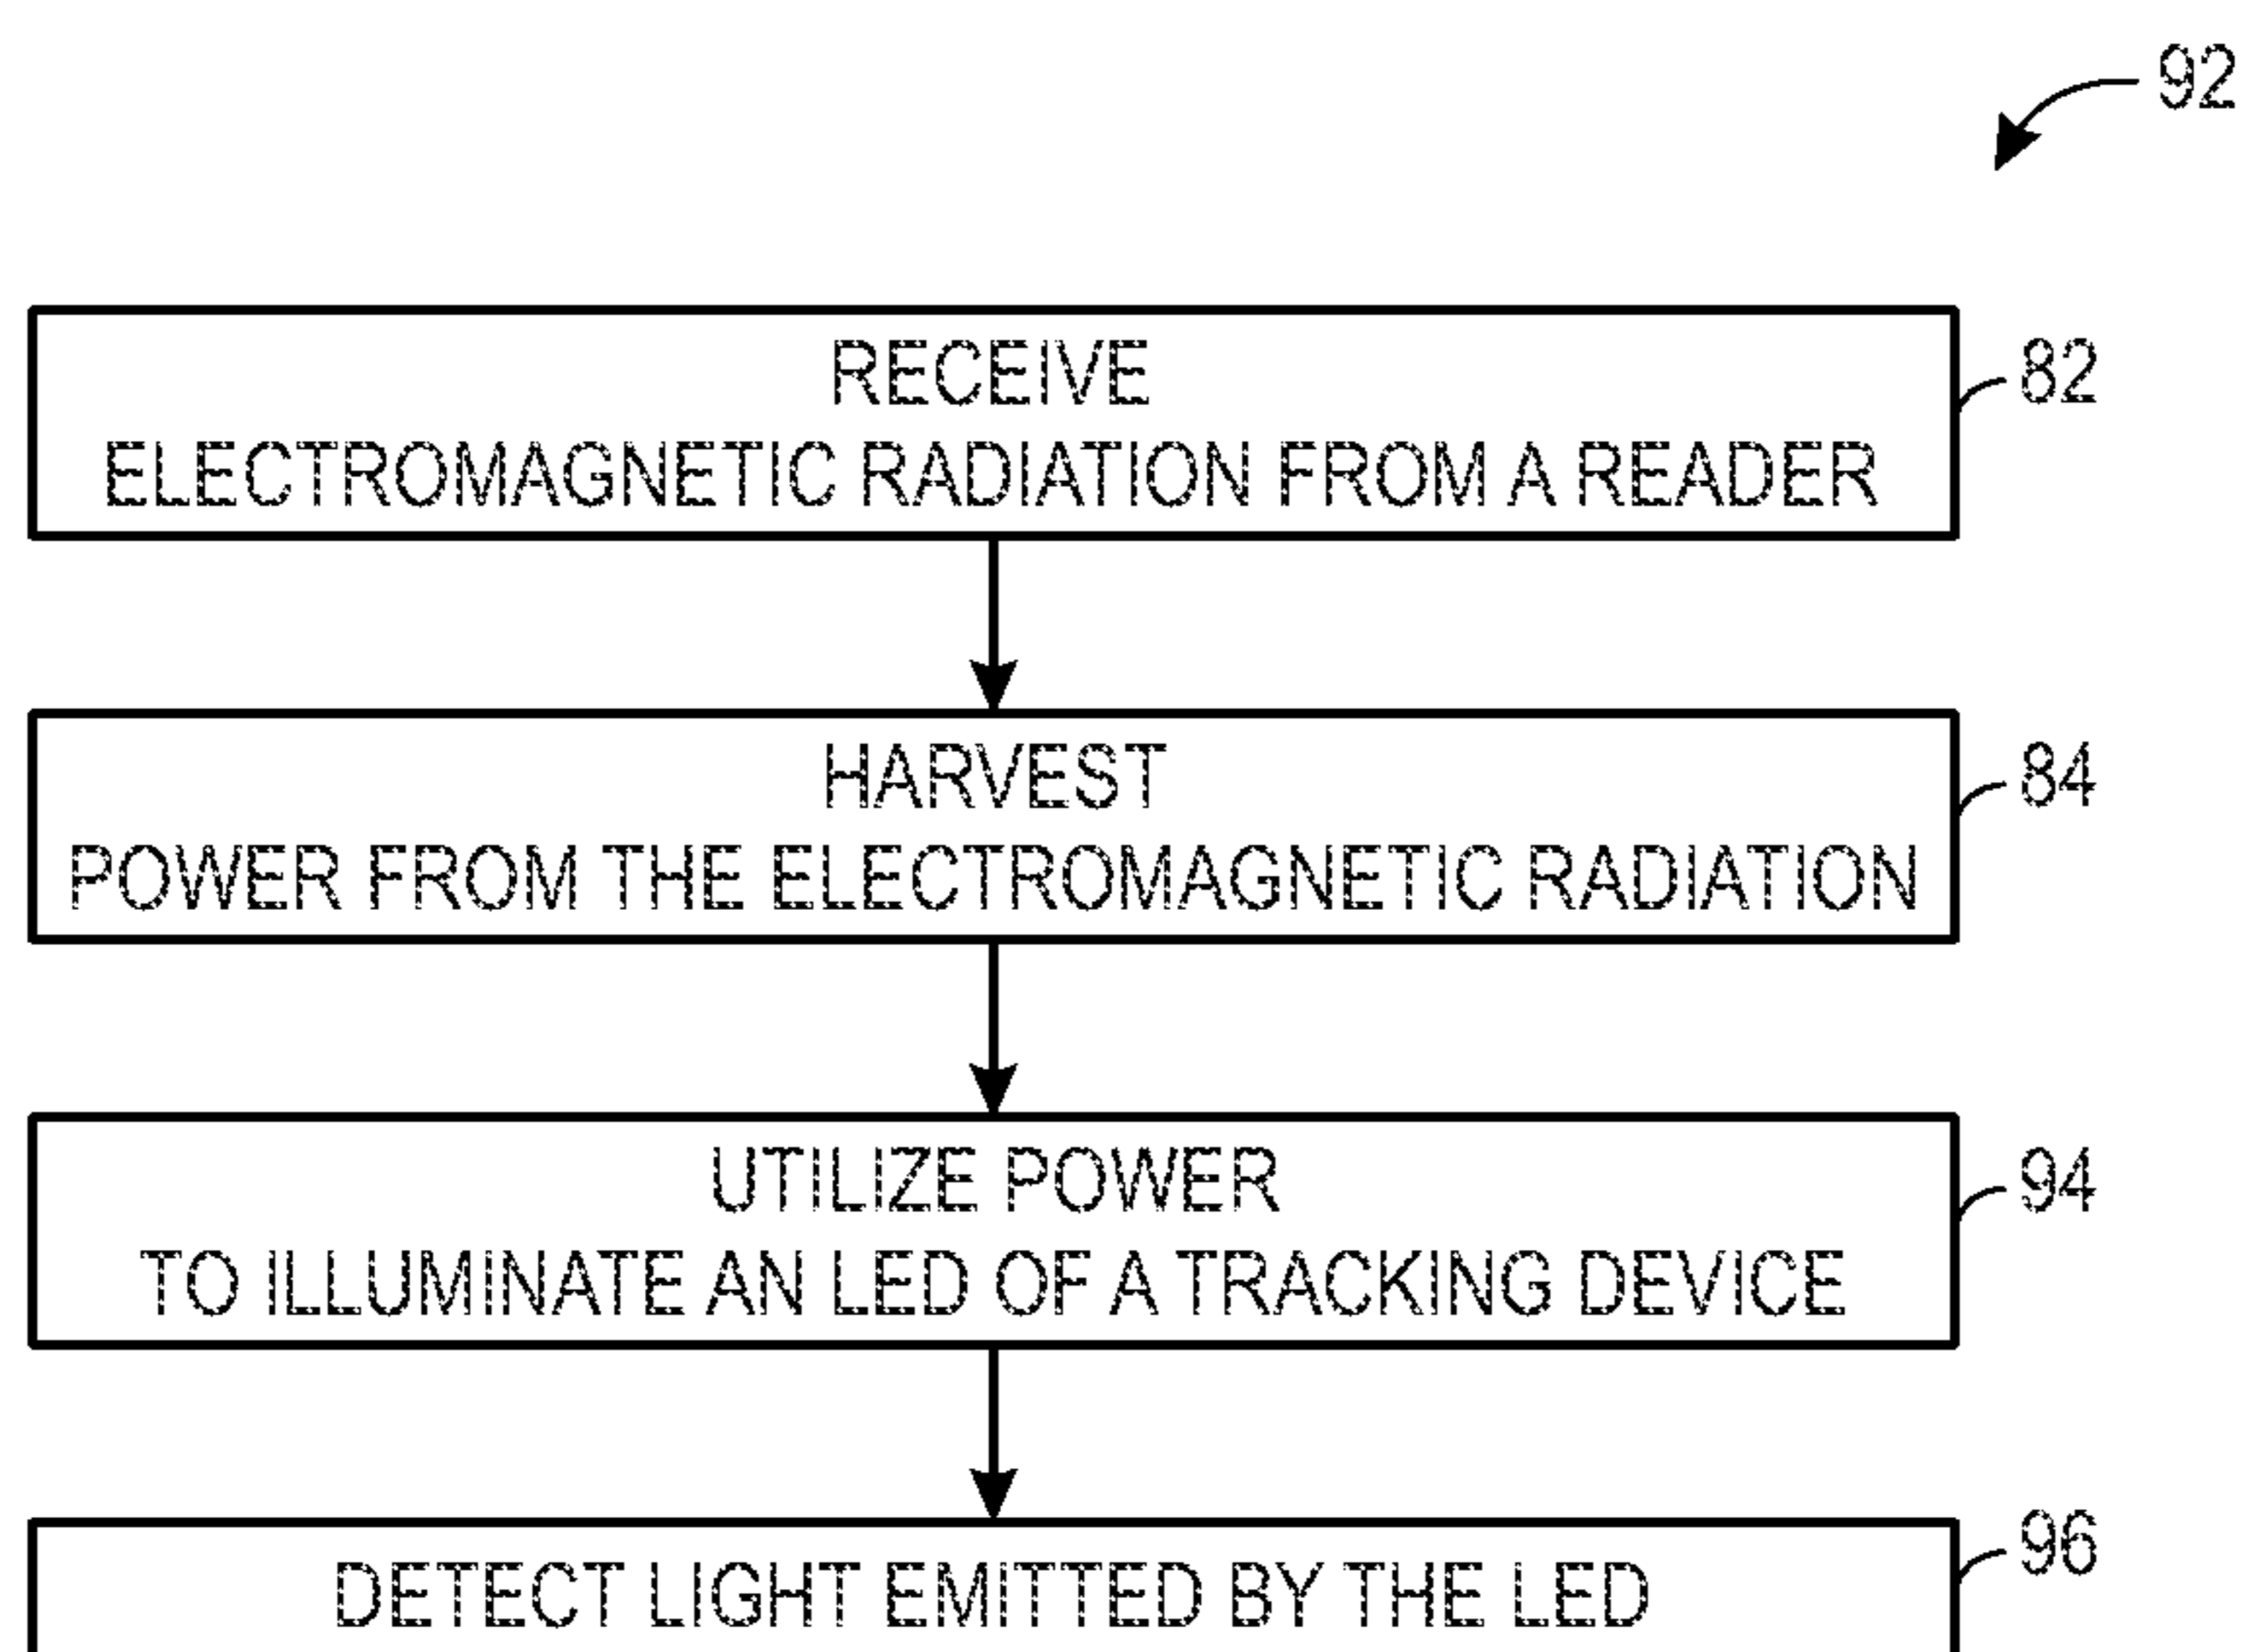 92
RECEIVE
ELECTROMAGNETIC RADIATION FROM A READER
82
HARVEST
POWER FROM THE ELECTROMAGNETIC RADIATION
84
UTILIZE POWER
TO ILLUMINATE AN LED OF A TRACKING DEVICE
94
DETECT LIGHT EMITTED BY THE LED
96